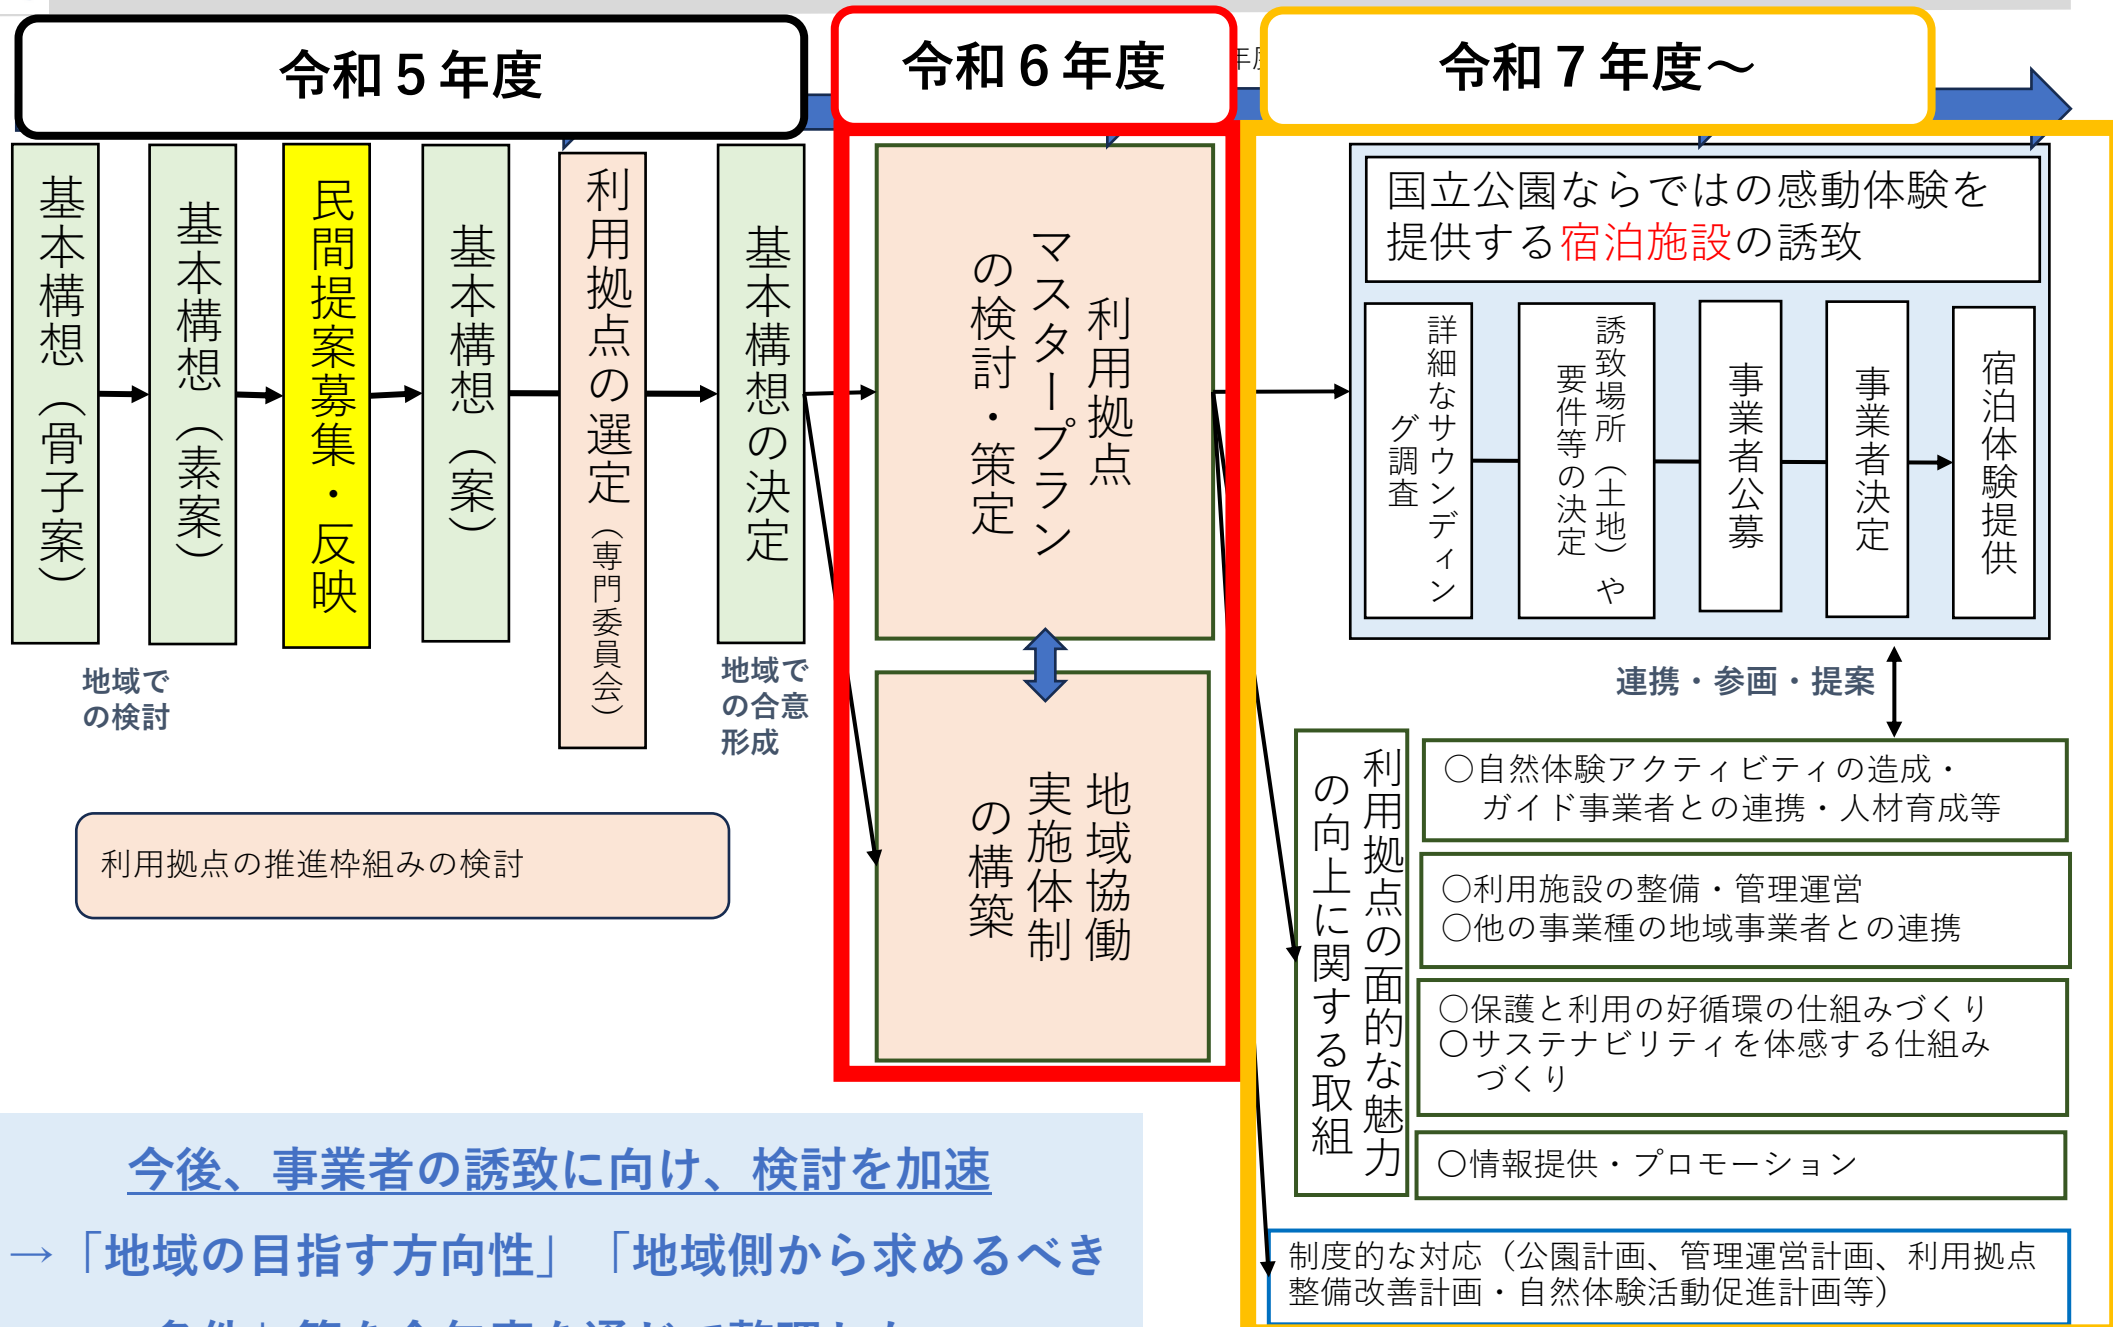 令和５年度
令和６年度
令和７年度～
基本構想（骨子案）
基本構想（素案）
民間提案募集・反映
基本構想（案）
利用拠点の選定（専門委員会）
基本構想の決定
地域で
の検討
地域で
の合意
形成
利用拠点の推進枠組みの検討
利用拠点
マスタープラン
の検討・策定
地域協働
実施体制
の構築
国立公園ならではの感動体験を
提供する宿泊施設の誘致
詳細なサウンディン
グ調査
誘致場所（土地）や
要件等の決定
事業者公募
事業者決定
宿泊体験提供
連携・参画・提案
利用拠点の面的な魅力
の向上に関する取組
○自然体験アクティビティの造成・
ガイド事業者との連携・人材育成等
○利用施設の整備・管理運営
○他の事業種の地域事業者との連携
○保護と利用の好循環の仕組みづくり
○サステナビリティを体感する仕組み
づくり
○情報提供・プロモーション
制度的な対応（公園計画、管理運営計画、利用拠点
整備改善計画・自然体験活動促進計画等）
今後、事業者の誘致に向け、検討を加速
→「地域の目指す方向性」「地域側から求めるべき